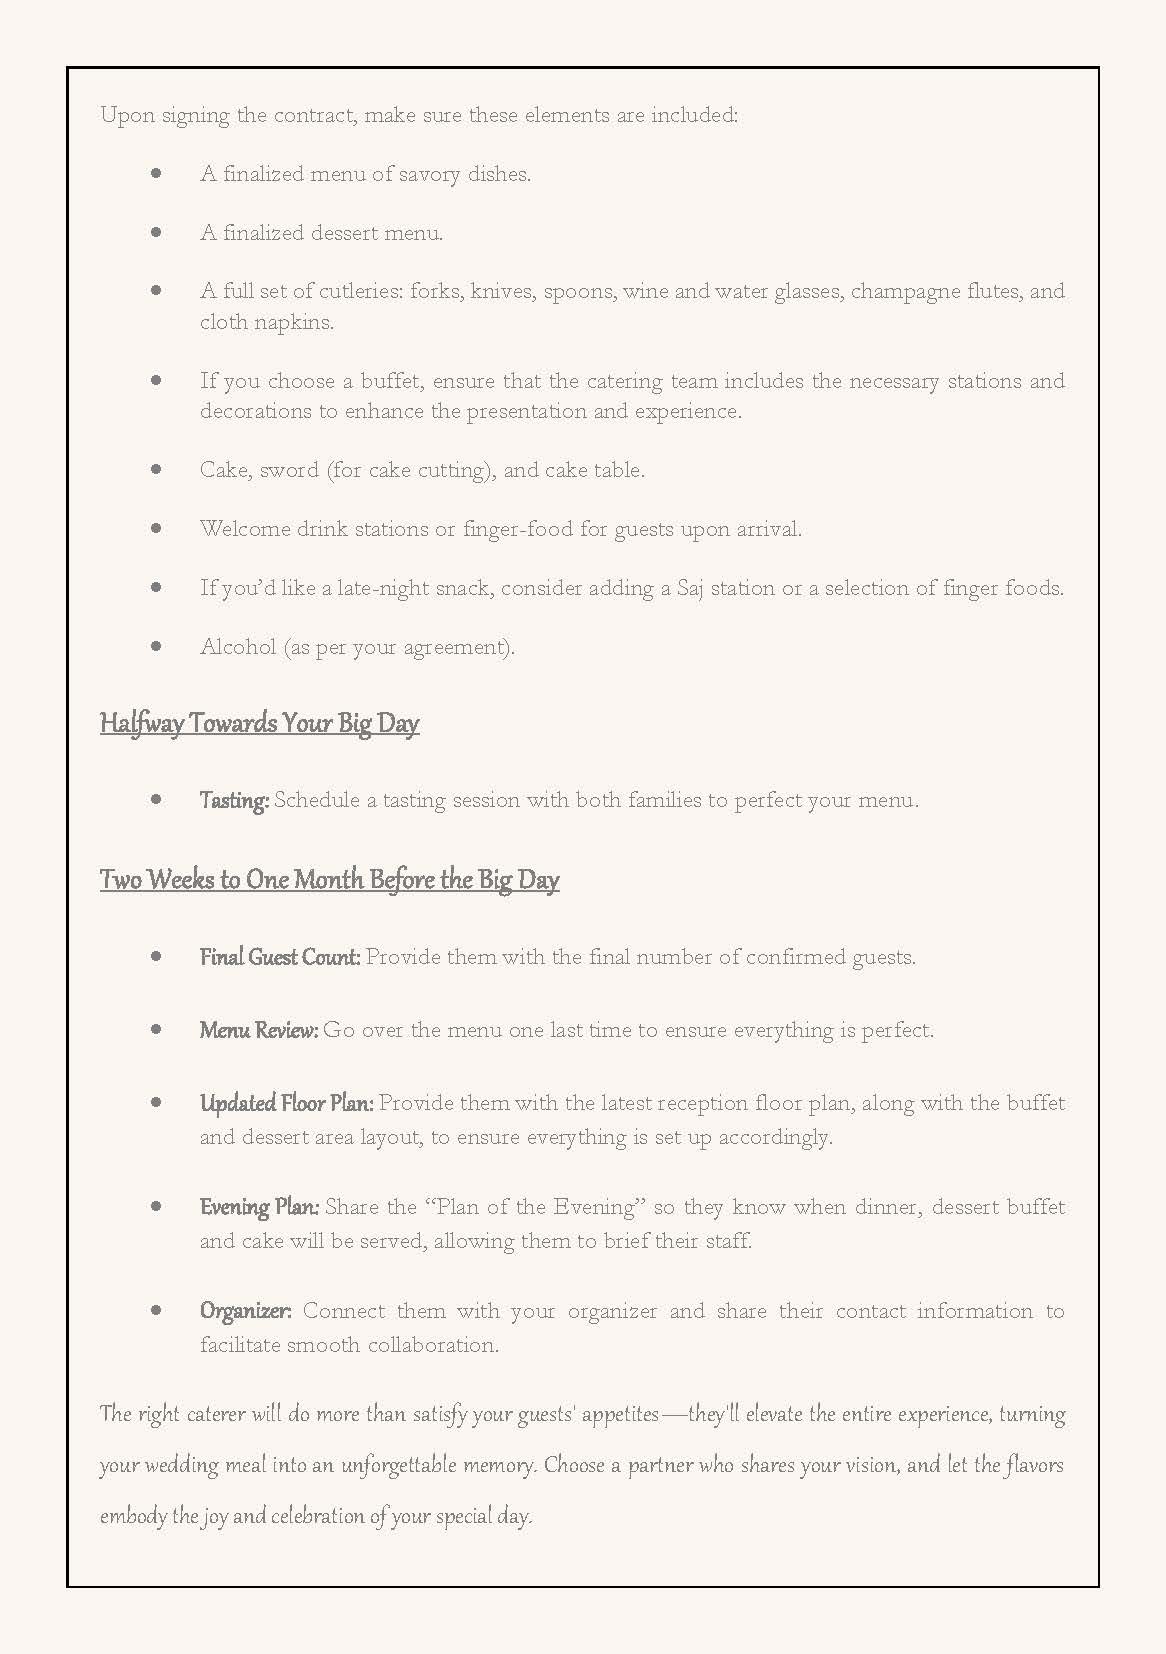 Upon signing the contract, make sure these elements are included:
• A finalized menu of savory dishes.
• A finalized dessert menu.
• A full set of cutleries: forks, knives, spoons, wine and water glasses, champagne flutes, and
cloth napkins.
• If you choose a buffet, ensure that the catering team includes the necessary stations and
decorations to enhance the presentation and experience.
• Cake, sword (for cake cutting), and cake table.
• Welcome drink stations or finger-food for guests upon arrival.
• If you’d like a late-night snack, consider adding a Saj station or a selection of finger foods.
• Alcohol (as per your agreement).
Halfway Towards Your Big Day
• Tasting: Schedule a tasting session with both families to perfect your menu.
Two Weeks to One Month Before the Big Day
• Final Guest Count: Provide them with the final number of confirmed guests.
• Menu Review: Go over the menu one last time to ensure everything is perfect.
• Updated Floor Plan: Provide them with the latest reception floor plan, along with the buffet
and dessert area layout, to ensure everything is set up accordingly.
• Evening Plan: Share the “Plan of the Evening” so they know when dinner, dessert buffet
and cake will be served, allowing them to brief their staff.
• Organizer: Connect them with your organizer and share their contact information to
facilitate smooth collaboration.
The right caterer will do more than satisfy your guests' appetites—they'll elevate the entire experience, turning
your wedding meal into an unforgettable memory. Choose a partner who shares your vision, and let the flavors
embody the joy and celebration of your special day.